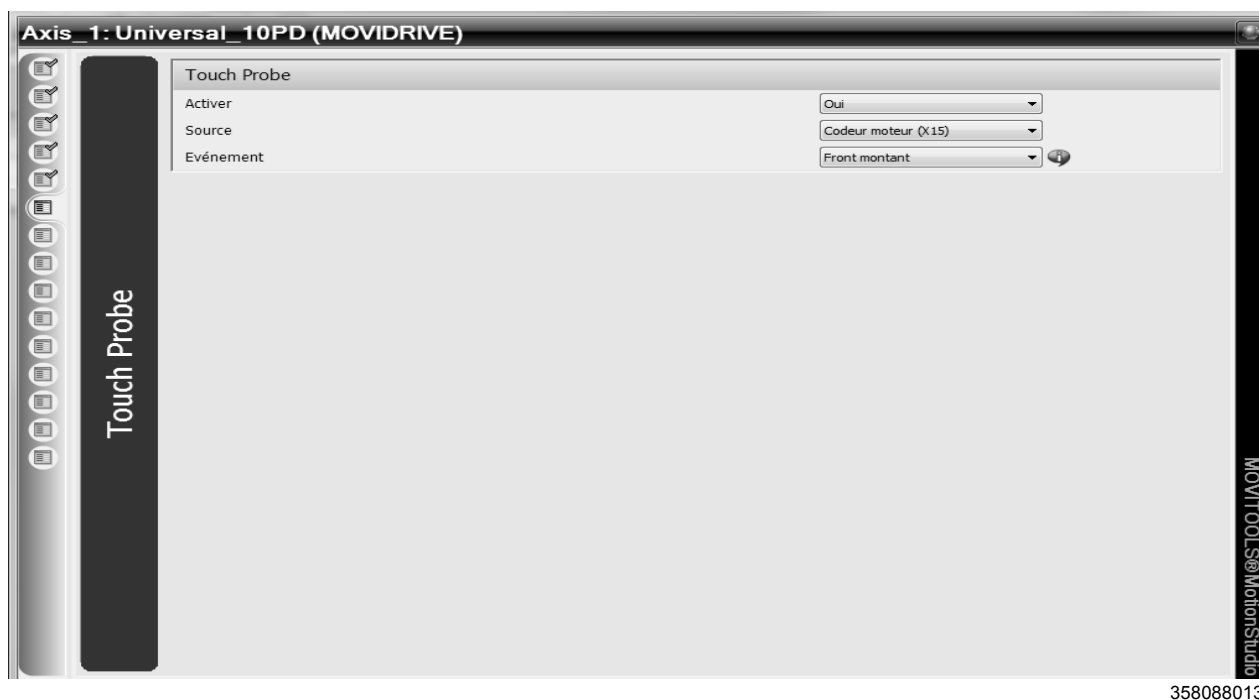 Axis_1: Universal_10PD (MOVIDRIVE)
Touch Probe
Activer
Oui
Source
Codeur moteur (X15)
Evénement
Front montant
Touch Probe
MOVITOOLS®MotionStudio
358088013